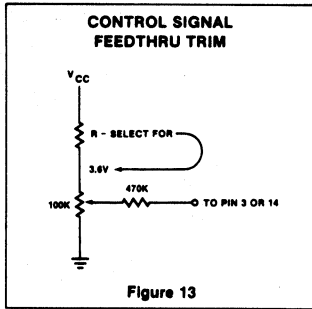 CONTROL SIGNAL
FEEDTHRU TRIM
VCC
R – SELECT FOR
3.6V
470K
100K
TO PIN 3 OR 14
Figure 13